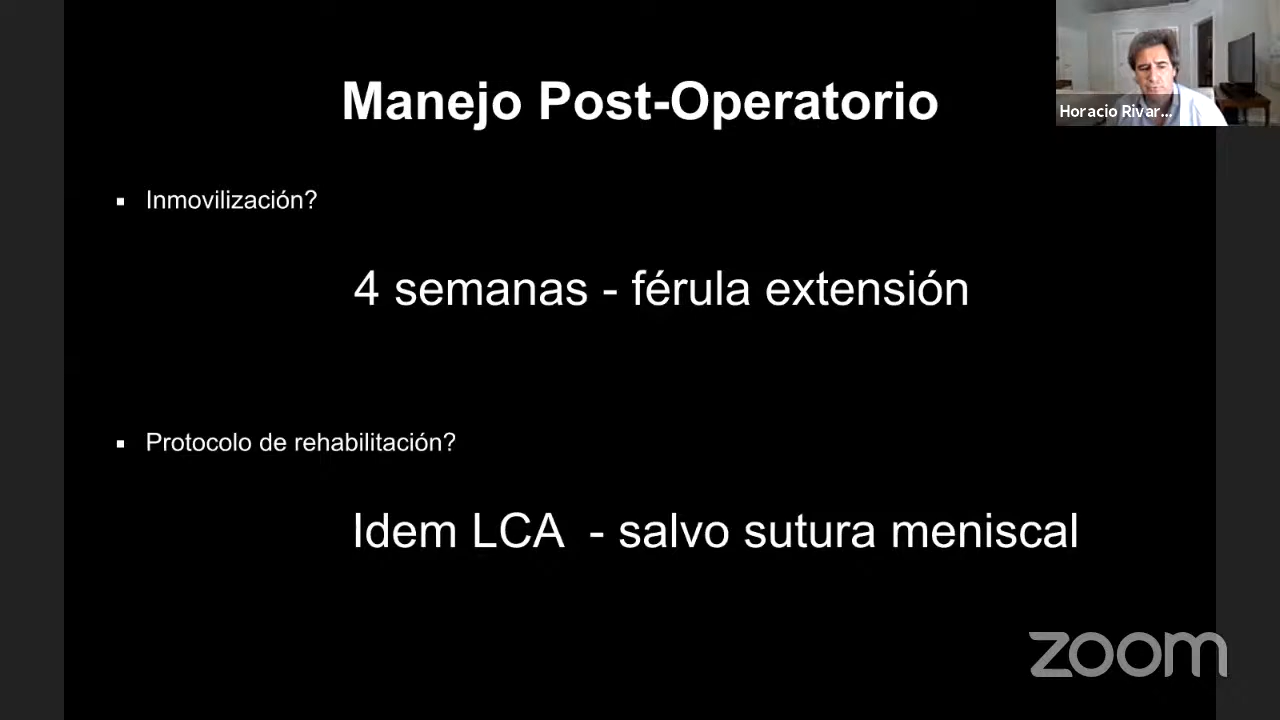 Manejo Post-Operatorio
Horacio Rivar...
▪ Inmovilización?
4 semanas - férula extensión
▪ Protocolo de rehabilitación?
Idem LCA - salvo sutura meniscal
zoom